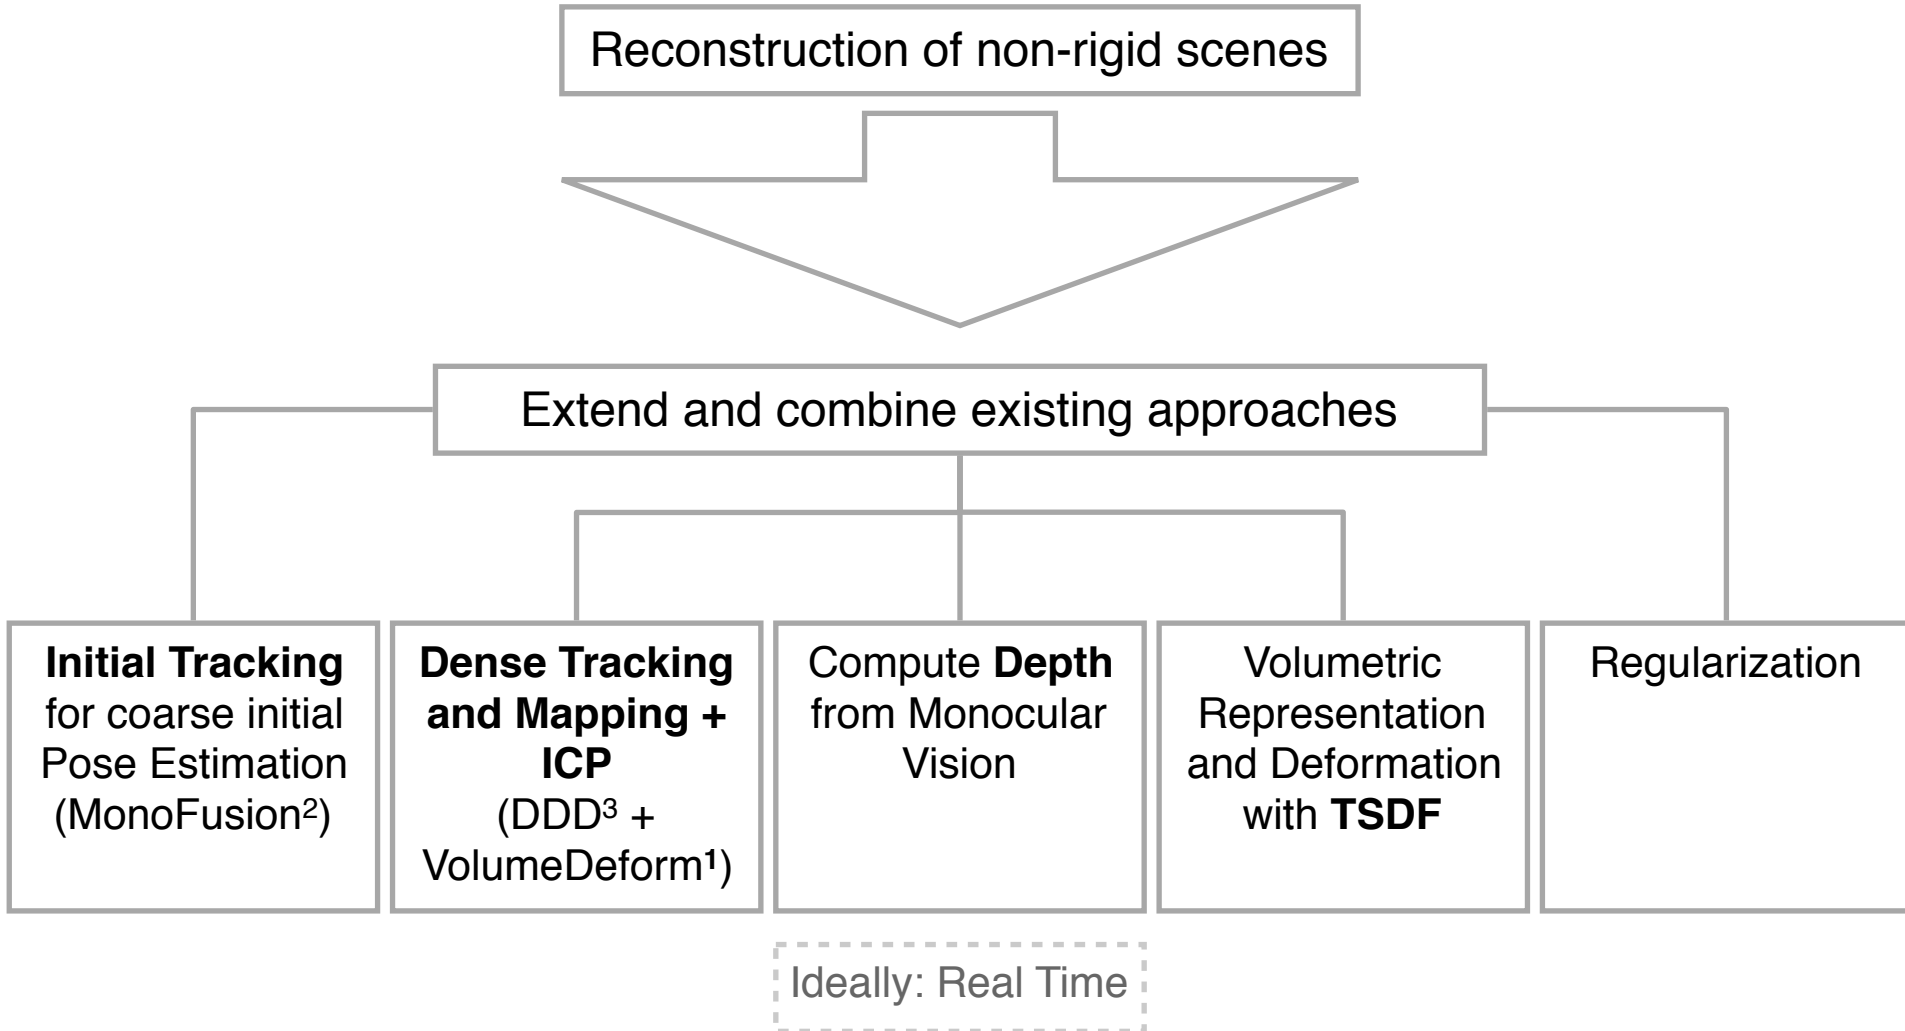 Reconstruction of non-rigid scenes
Extend and combine existing approaches
Initial Tracking
for coarse initial
Pose Estimation
(MonoFusion²)
Dense Tracking
and Mapping +
ICP
(DDD³ +
VolumeDeform¹)
Compute Depth
from Monocular
Vision
Volumetric
Representation
and Deformation
with TSDF
Regularization
Ideally: Real Time